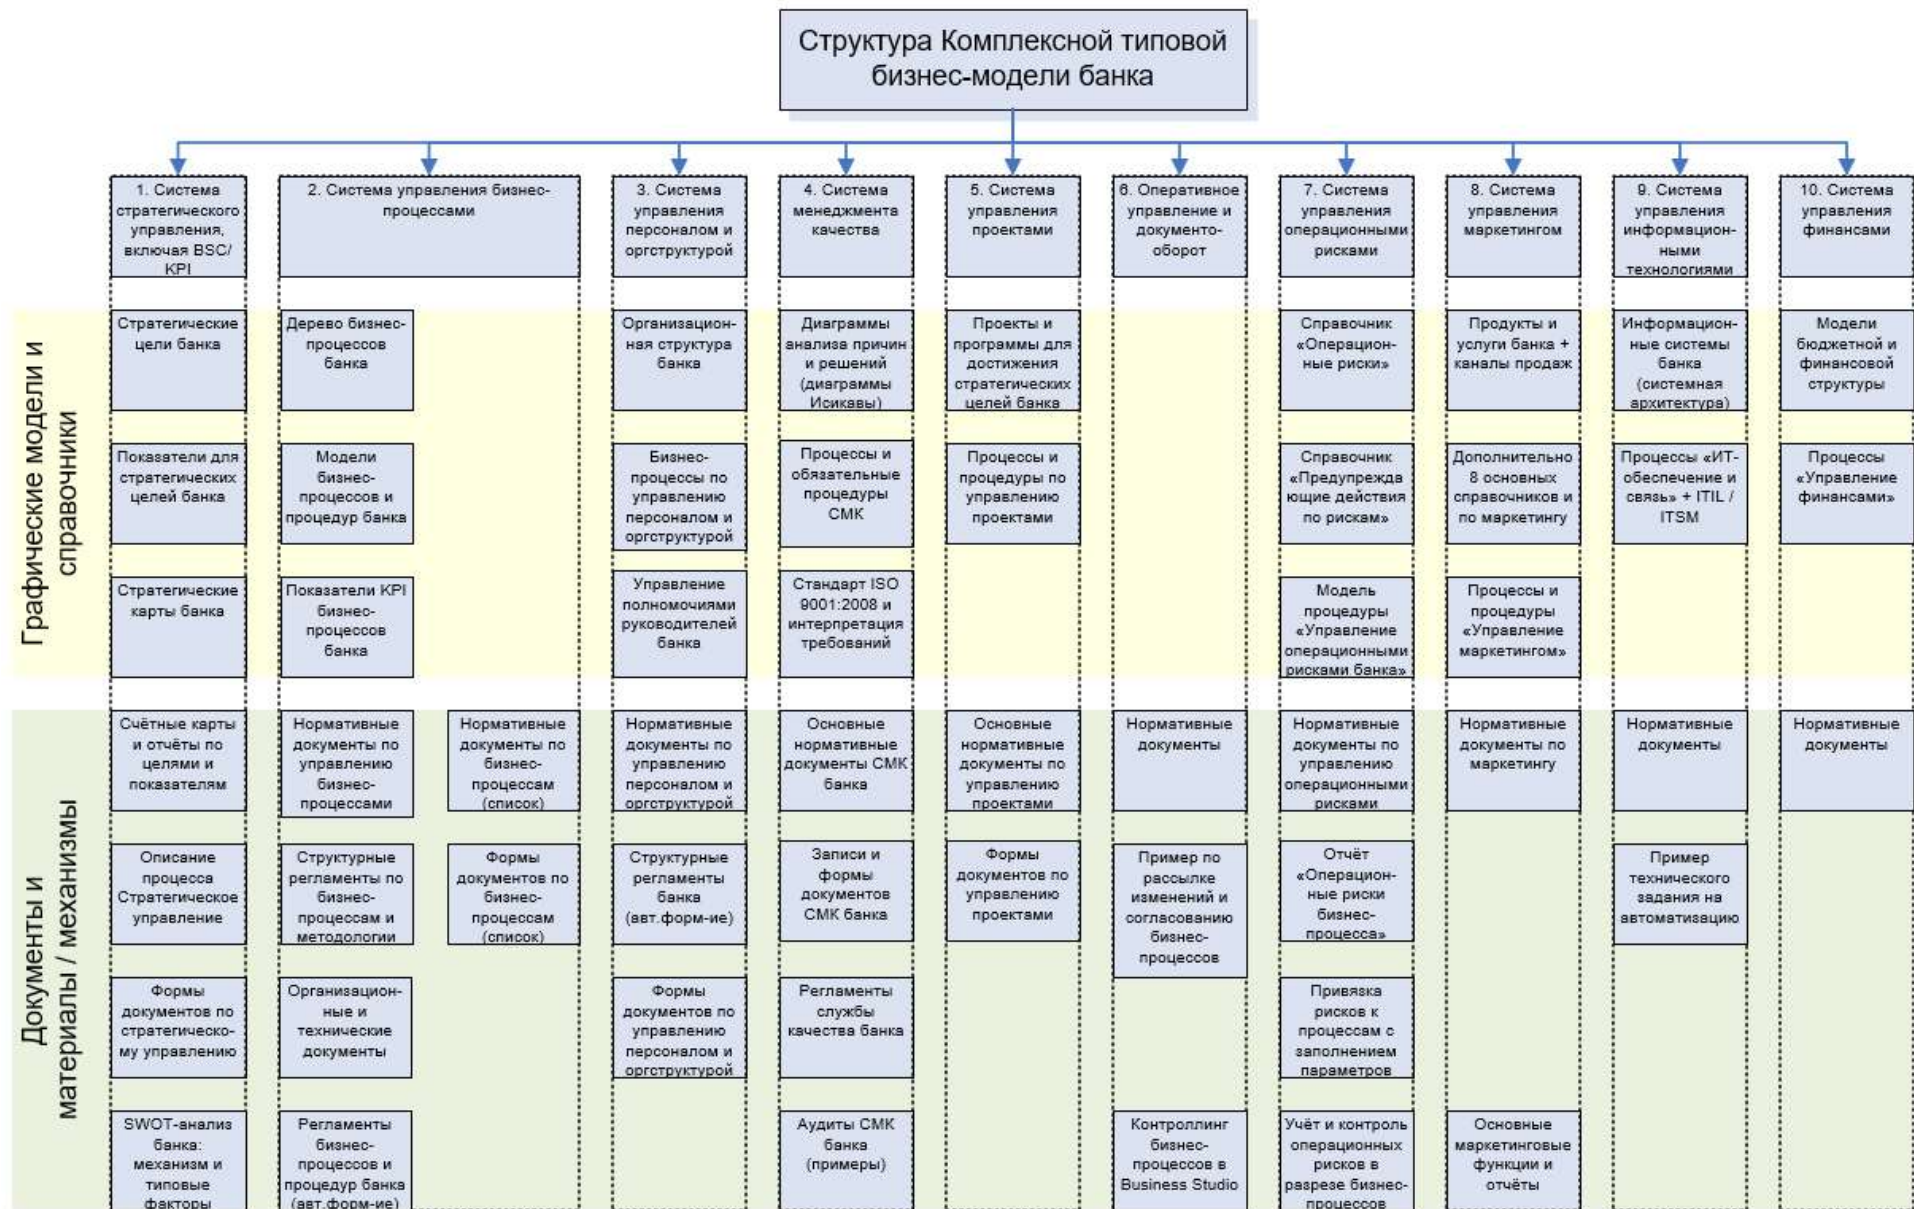 Структура Комплексной типовой
бизнес-модели банка
1. Система
стратегического
управления,
включая BSC/
KPI
2. Система управления бизнес-
процессами
3. Система
управления
персоналом и
оргструктурой
4. Система
менеджмента
качества
5. Система
управления
проектами
6. Оперативное
управление и
документо-
оборот
7. Система
управления
операционными
рисками
8. Система
управления
маркетингом
9. Система
управления
информацион-
ными
технологиями
10. Система
управления
финансами
Графические модели и
справочники
Стратегические
цели банка
Дерево бизнес-
процессов
банка
Организацион-
ная структура
банка
Диаграммы
анализа причин
и решений
(диаграммы
Исикавы)
Проекты и
программы для
достижения
стратегических
целей банка
Справочник
«Операцион-
ные риски»
Продукты и
услуги банка +
каналы продаж
Информацион-
ные системы
банка
(системная
архитектура)
Модели
бюджетной и
финансовой
структуры
Показатели для
стратегических
целей банка
Модели
бизнес-
процессов и
процедур банка
Бизнес-
процессы по
управлению
персоналом и
оргструктурой
Процессы и
обязательные
процедуры
СМК
Процессы и
процедуры по
управлению
проектами
Справочник
«Предупрежда
ющие действия
по рискам»
Дополнительно
8 основных
справочников и
по маркетингу
Процессы «ИТ-
обеспечение и
связь» + ITIL /
ITSM
Процессы
«Управление
финансами»
Стратегические
карты банка
Показатели KPI
бизнес-
процессов
банка
Управление
полномочиями
руководителей
банка
Стандарт ISO
9001:2008 и
интерпретация
требований
Модель
процедуры
«Управление
операционными
рисками банка»
Процессы и
процедуры
«Управление
маркетингом»
Документы и
материалы / механизмы
Счётные карты
и отчёты по
целями и
показателям
Нормативные
документы по
управлению
бизнес-
процессами
Нормативные
документы по
бизнес-
процессам
(список)
Нормативные
документы по
управлению
персоналом и
оргструктурой
Основные
нормативные
документы СМК
банка
Основные
нормативные
документы по
управлению
проектами
Нормативные
документы
Нормативные
документы по
управлению
операционными
рисками
Нормативные
документы по
маркетингу
Нормативные
документы
Нормативные
документы
Описание
процесса
Стратегическое
управление
Структурные
регламенты по
бизнес-
процессам и
методологии
Формы
документов по
бизнес-
процессам
(список)
Структурные
регламенты
банка
(авт.форм-ие)
Записи и
формы
документов
СМК банка
Формы
документов по
управлению
проектами
Пример по
рассылке
изменений и
согласованию
бизнес-
процессов
Отчёт
«Операцион-
ные риски
бизнес-
процесса»
Пример
технического
задания на
автоматизацию
Формы
документов по
стратегическо-
му управлению
Организацион-
ные и
технические
документы
Формы
документов по
управлению
персоналом и
оргструктурой
Регламенты
службы
качества банка
Привязка
рисков к
процессам с
заполнением
параметров
SWOT-анализ
банка:
механизм и
типовые
факторы
Регламенты
бизнес-
процессов и
процедур банка
(авт.форм-ие)
Аудиты СМК
банка
(примеры)
Контроллинг
бизнес-
процессов в
Business Studio
Учёт и контроль
операционных
рисков в
разрезе бизнес-
процессов
Основные
маркетинговые
функции и
отчёты